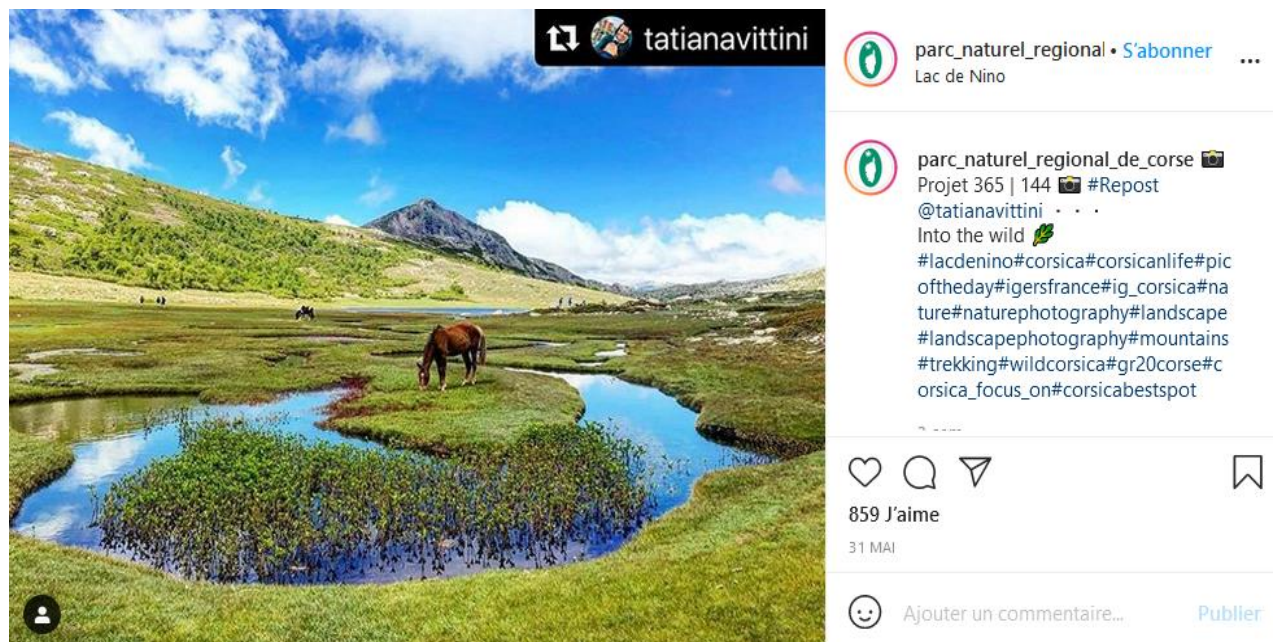 tatianavittini
parc_naturel_regional • S'abonner
Lac de Nino
parc_naturel_regional_de_corse
Projet 365 | 144 #Repost
@tatianavittini · · ·
Into the wild
#lacdenino#corsica#corsicanlife#pic
oftheday#igersfrance#ig_corsica#na
ture#naturephotography#landscape
#landscapephotography#mountains
#trekking#wildcorsica#gr20corse#c
orsica_focus_on#corsicabestspot
859 J'aime
31 MAI
Ajouter un commentaire... Publier